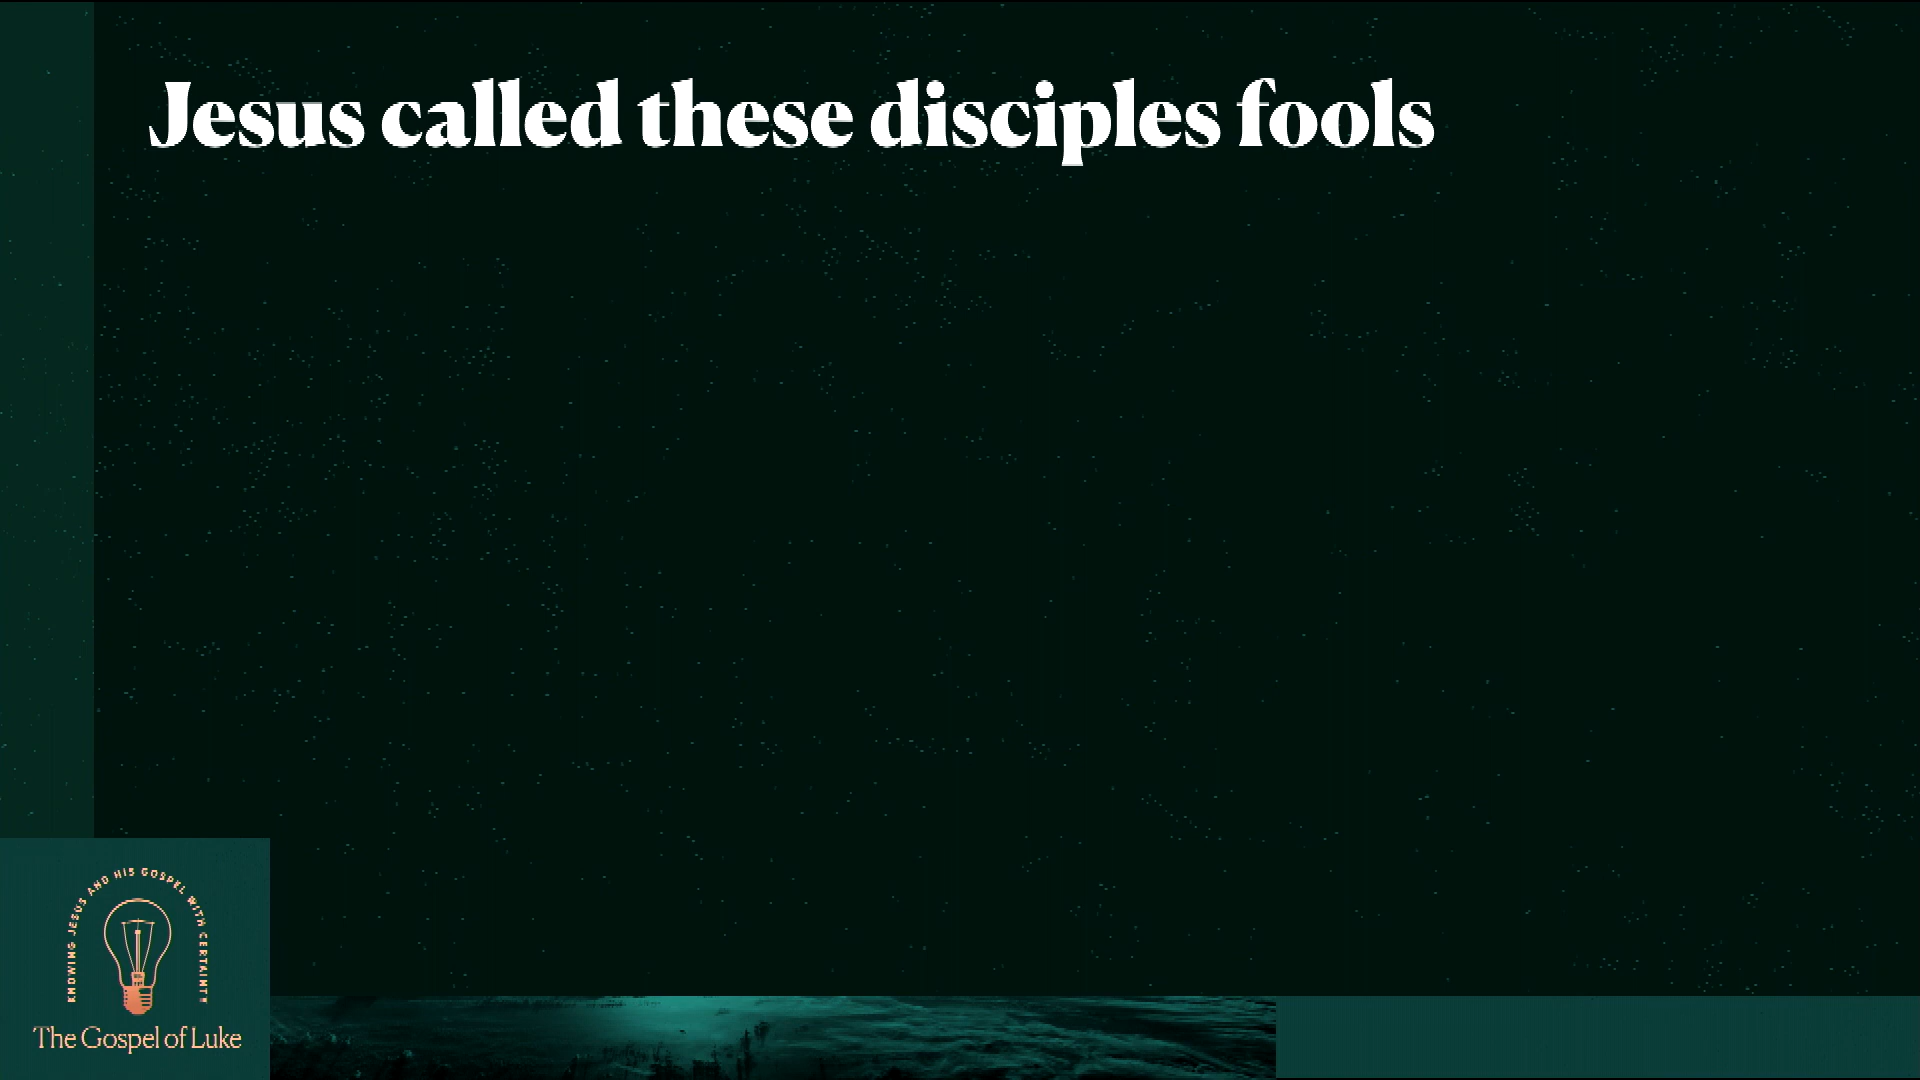 Jesus called these disciples fools
KNOWING JESUS AND HIS GOSPEL WITH CERTAINTY
The Gospel of Luke